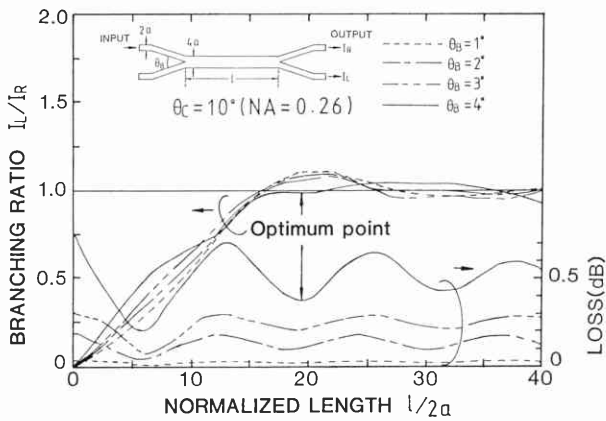 2.0
1.5
1.0
0.5
0
BRANCHING RATIO I_L/I_R
INPUT
2a
θ_B
4a
l
OUTPUT
I_R
I_L
θ_C=10°(NA=0.26)
θ_B=1°
θ_B=2°
θ_B=3°
θ_B=4°
Optimum point
0.5
0
LOSS(dB)
0 10 20 30 40
NORMALIZED LENGTH l/2a